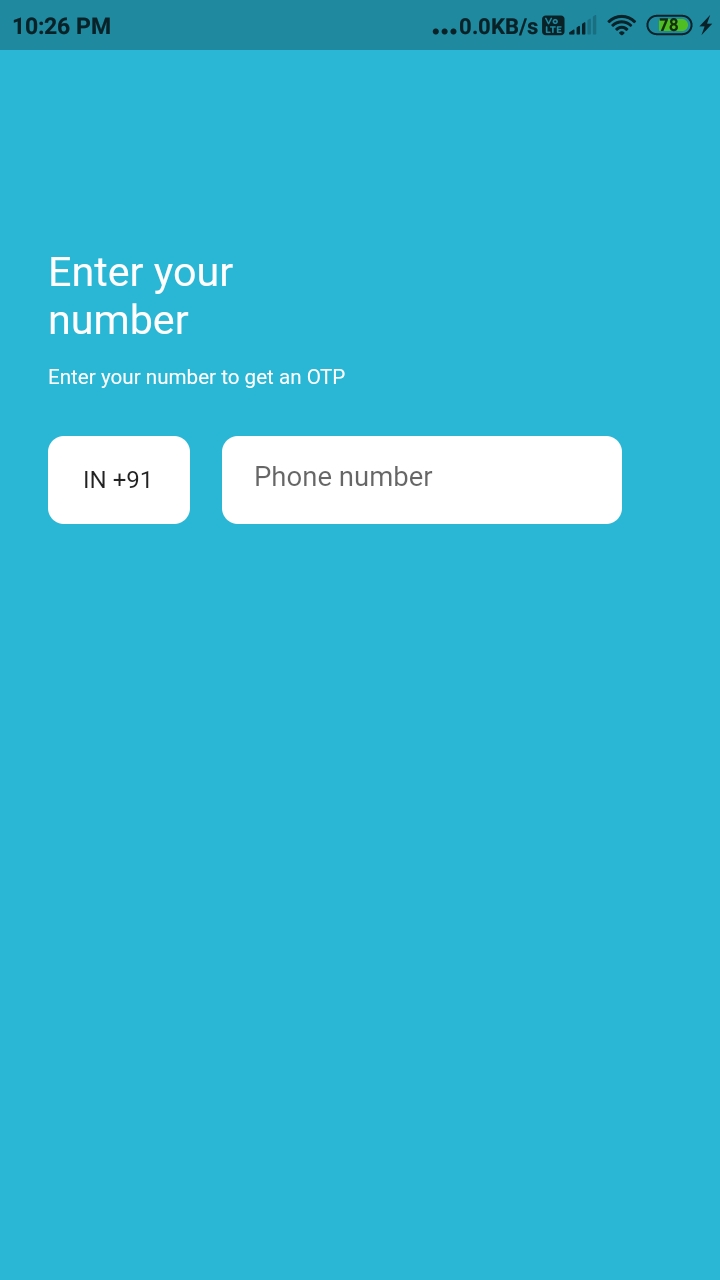 10:26 PM ...0.0KB/s Vo LTE 78
Enter your
number
Enter your number to get an OTP
IN +91 Phone number